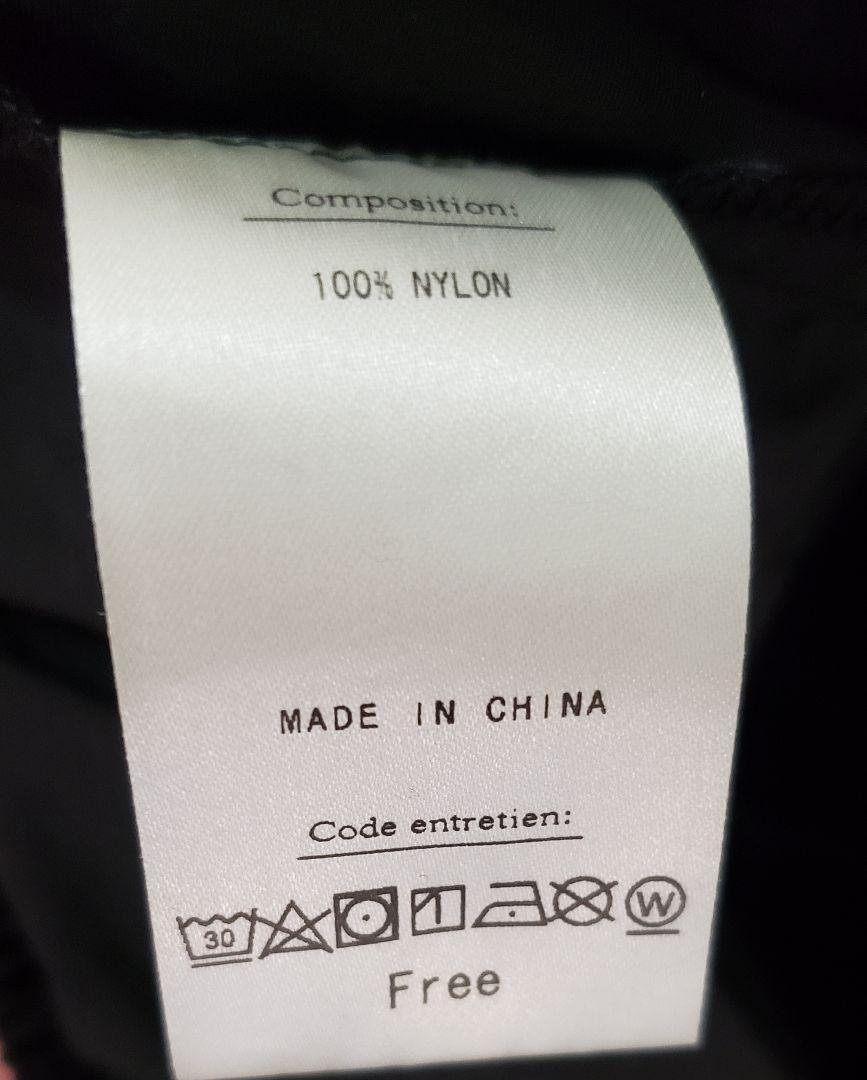 Composition:
100% NYLON
MADE IN CHINA
Code entretien:
30 W
Free